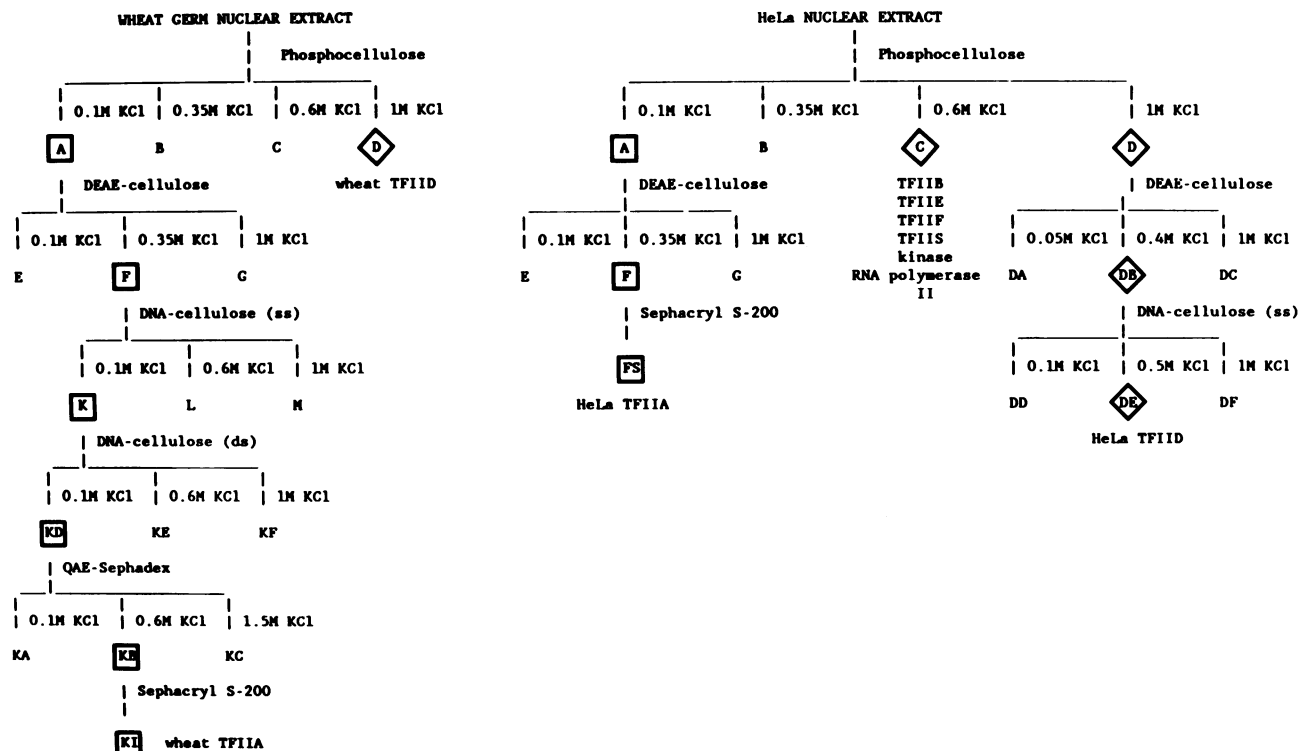 WHEAT GERM NUCLEAR EXTRACT
Phosphocellulose
0.1M KCl 0.35M KCl 0.6M KCl 1M KCl
A B C D
wheat TFIID
DEAE-cellulose
0.1M KCl 0.35M KCl 1M KCl
E F G
DNA-cellulose (ss)
0.1M KCl 0.6M KCl 1M KCl
K L M
DNA-cellulose (ds)
0.1M KCl 0.6M KCl 1M KCl
KD KE KF
QAE-Sephadex
0.1M KCl 0.6M KCl 1.5M KCl
KA KB KC
Sephacryl S-200
KI wheat TFIIA
HeLa NUCLEAR EXTRACT
Phosphocellulose
0.1M KCl 0.35M KCl 0.6M KCl 1M KCl
A B C D
DEAE-cellulose
0.1M KCl 0.35M KCl 1M KCl
E F G
Sephacryl S-200
FS
HeLa TFIIA
TFIIB
TFIIE
TFIIF
TFIIS
kinase
RNA polymerase
II
DEAE-cellulose
0.05M KCl 0.4M KCl 1M KCl
DA DB DC
DNA-cellulose (ss)
0.1M KCl 0.5M KCl 1M KCl
DD DE DF
HeLa TFIID